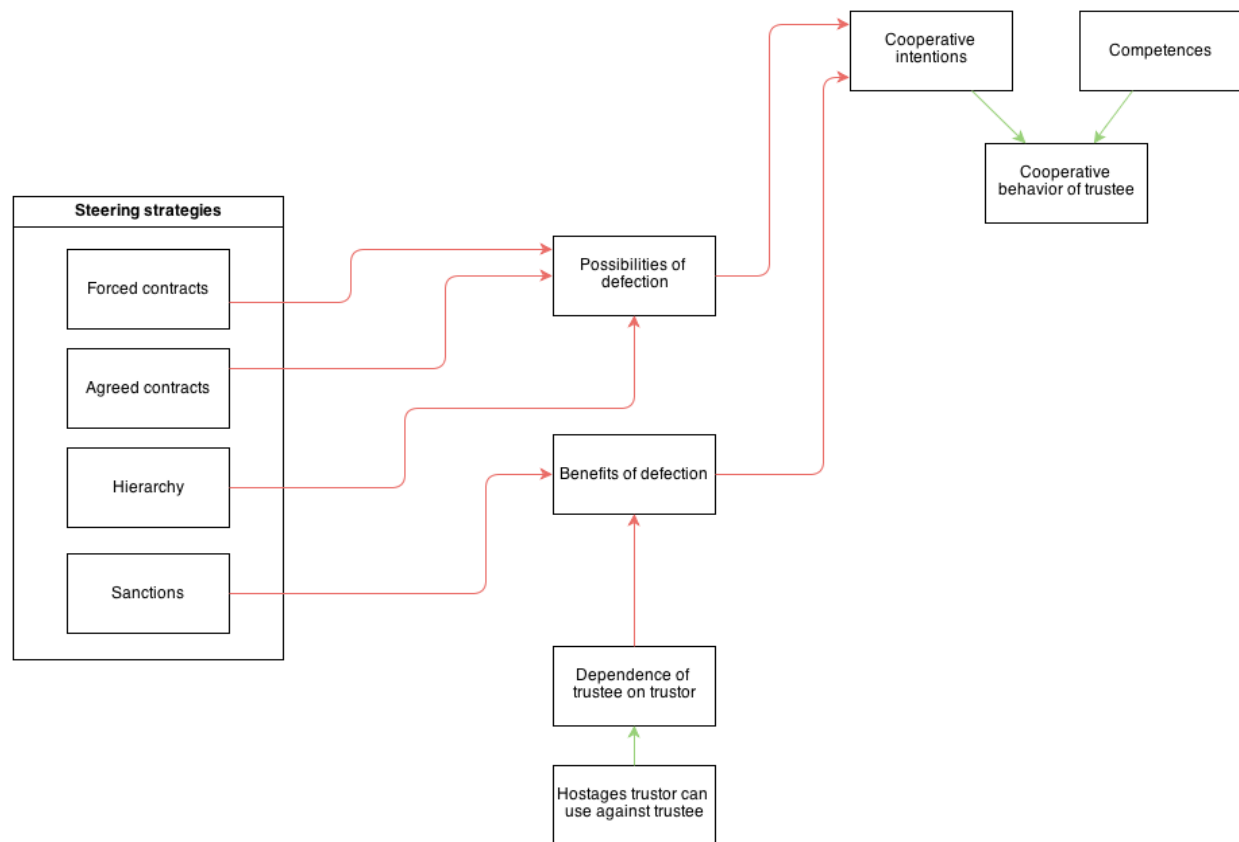 Cooperative
intentions
Competences
Cooperative
behavior of trustee
Steering strategies
Forced contracts
Agreed contracts
Hierarchy
Sanctions
Possibilities of
defection
Benefits of defection
Dependence of
trustee on trustor
Hostages trustor can
use against trustee